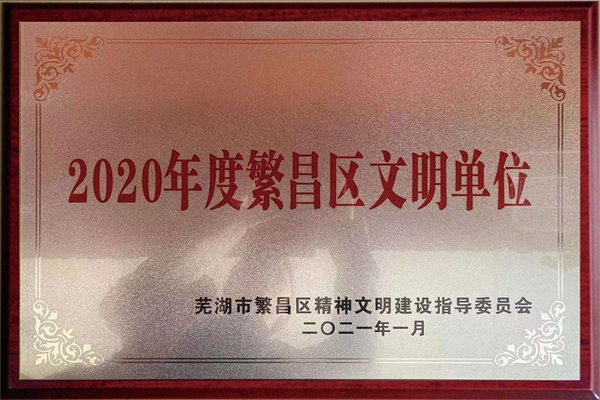 2020年度繁昌区文明单位
芜湖市繁昌区精神文明建设指导委员会
二〇二一年一月